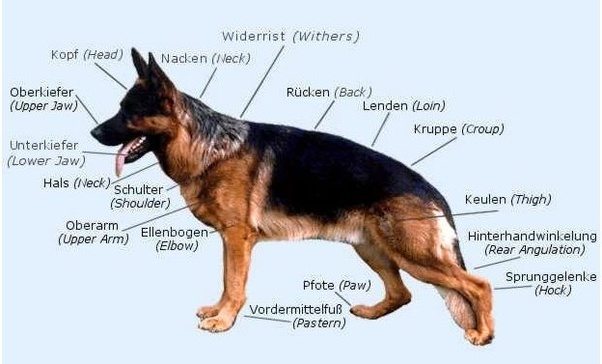 Widerrist (Withers)
Kopf (Head)
Nacken (Neck)
Oberkiefer
(Upper Jaw)
Rücken (Back)
Lenden (Loin)
Kruppe (Croup)
Unterkiefer
(Lower Jaw)
Hals (Neck)
Schulter
(Shoulder)
Keulen (Thigh)
Oberarm
(Upper Arm)
Ellenbogen
(Elbow)
Hinterhandwinkelung
(Rear Angulation)
Sprunggelenke
(Hock)
Pfote (Paw)
Vordermittelfuß
(Pastern)